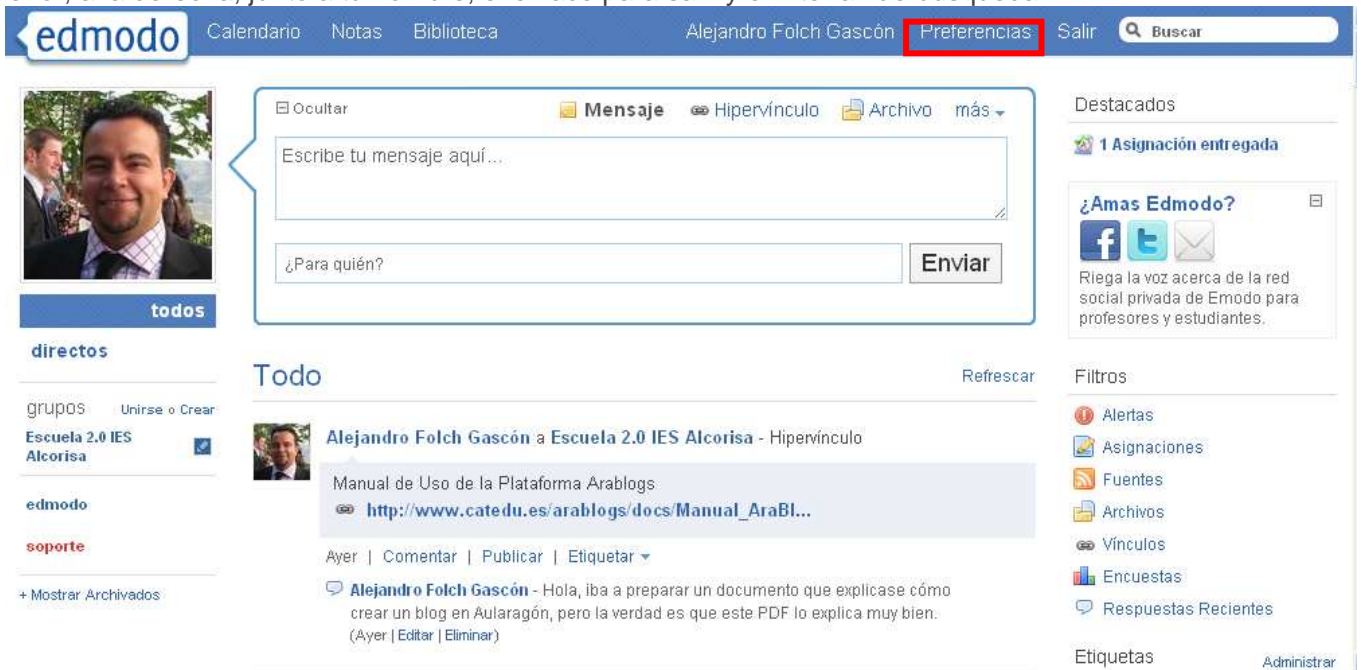 edmodo Calendario Notas Biblioteca Alejandro Folch Gascón Preferencias Salir Buscar
Ocultar Mensaje Hipervínculo Archivo más
Escribe tu mensaje aquí...
¿Para quién? Enviar
todos
directos
grupos Unirse o Crear
Escuela 2.0 IES
Alcorisa
edmodo
soporte
+ Mostrar Archivados
Todo Refrescar
Alejandro Folch Gascón a Escuela 2.0 IES Alcorisa - Hipervínculo
Manual de Uso de la Plataforma Arablogs
http://www.catedu.es/arablogs/docs/Manual_AraBl...
Ayer | Comentar | Publicar | Etiquetar
Alejandro Folch Gascón - Hola, iba a preparar un documento que explicase cómo
crear un blog en Aularagón, pero la verdad es que este PDF lo explica muy bien.
(Ayer | Editar | Eliminar)
Destacados
1 Asignación entregada
¿Amas Edmodo?
Riega la voz acerca de la red
social privada de Emodo para
profesores y estudiantes.
Filtros
Alertas
Asignaciones
Fuentes
Archivos
Vínculos
Encuestas
Respuestas Recientes
Etiquetas Administrar